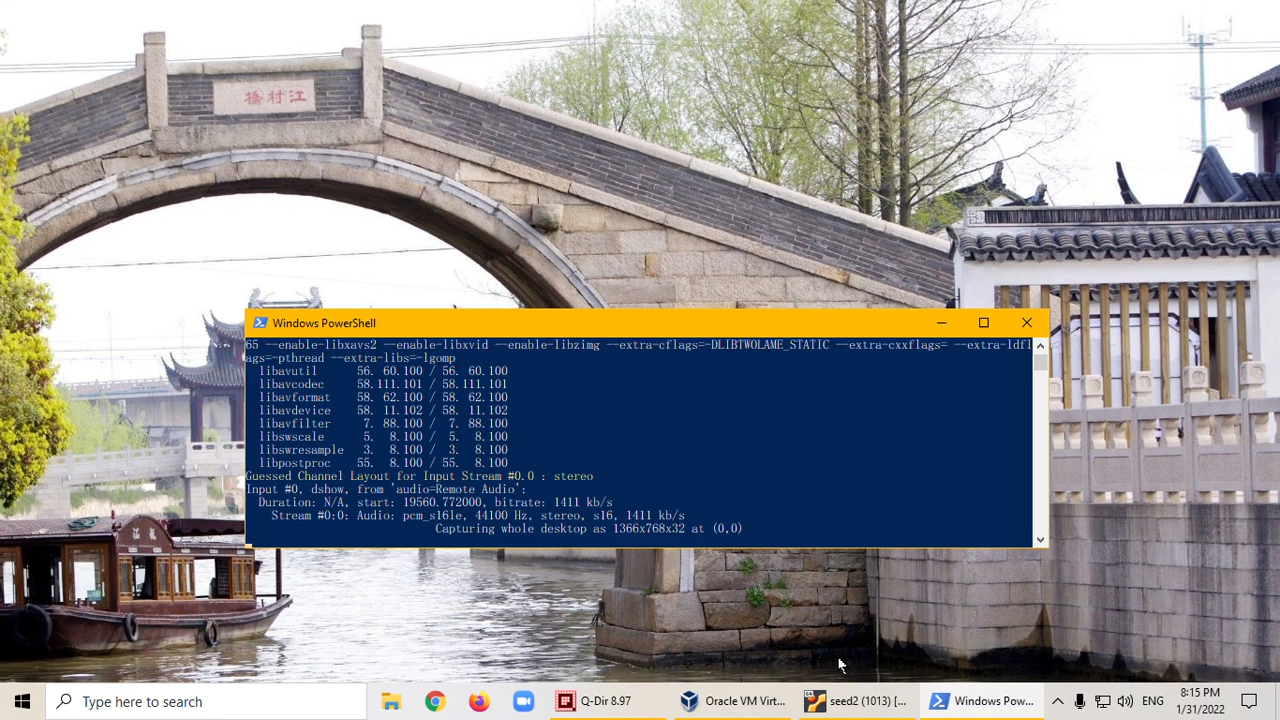 江村橋
Windows PowerShell
65 --enable-libxavs2 --enable-libxvid --enable-libzimg --extra-cflags=-DLIBTWOLAME_STATIC --extra-cxxflags= --extra-ldfl
ags=-pthread --extra-libs=-lgomp
libavutil 56. 60.100 / 56. 60.100
libavcodec 58.111.101 / 58.111.101
libavformat 58. 62.100 / 58. 62.100
libavdevice 58. 11.102 / 58. 11.102
libavfilter 7. 88.100 / 7. 88.100
libswscale 5. 8.100 / 5. 8.100
libswresample 3. 8.100 / 3. 8.100
libpostproc 55. 8.100 / 55. 8.100
Guessed Channel Layout for Input Stream #0.0 : stereo
Input #0, dshow, from 'audio=Remote Audio':
Duration: N/A, start: 19560.772000, bitrate: 1411 kb/s
Stream #0:0: Audio: pcm_s16le, 44100 Hz, stereo, s16, 1411 kb/s
Capturing whole desktop as 1366x768x32 at (0,0)
Type here to search
Q-Dir 8.97
Oracle VM Virt...
seed2 (1013) [...
Windows Pow...
ENG
8:15 PM
1/31/2022